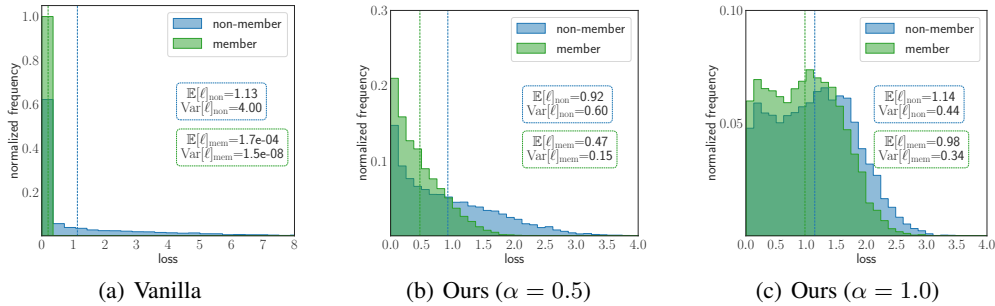 1.0
0.8
0.6
0.4
0.2
normalized frequency
non-member
member
𝔼[ℓ]non=1.13
Var[ℓ]non=4.00
𝔼[ℓ]mem=1.7e-04
Var[ℓ]mem=1.5e-08
0 1 2 3 4 5 6 7 8
loss
(a) Vanilla
0.3
0.2
0.1
normalized frequency
non-member
member
𝔼[ℓ]non=0.92
Var[ℓ]non=0.60
𝔼[ℓ]mem=0.47
Var[ℓ]mem=0.15
0.0 0.5 1.0 1.5 2.0 2.5 3.0 3.5 4.0
loss
(b) Ours (α = 0.5)
0.10
0.05
normalized frequency
non-member
member
𝔼[ℓ]non=1.14
Var[ℓ]non=0.44
𝔼[ℓ]mem=0.98
Var[ℓ]mem=0.34
0.0 0.5 1.0 1.5 2.0 2.5 3.0 3.5 4.0
loss
(c) Ours (α = 1.0)